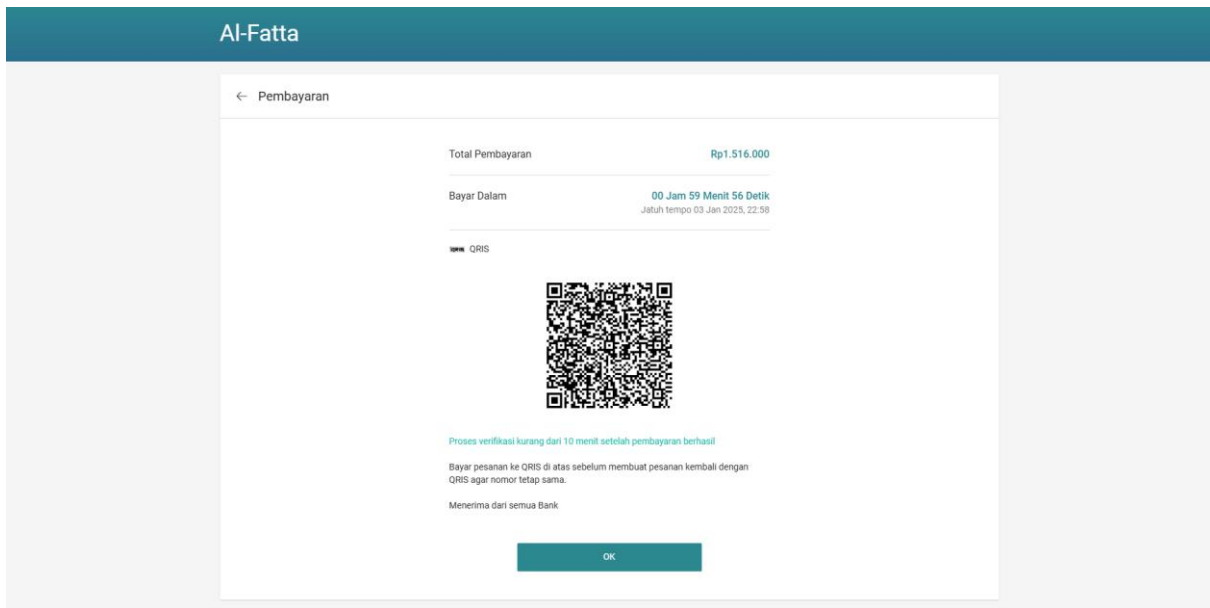 Al-Fatta
← Pembayaran
Total Pembayaran Rp1.516.000
Bayar Dalam 00 Jam 59 Menit 56 Detik
Jatuh tempo 03 Jan 2025, 22:58
QRIS
Proses verifikasi kurang dari 10 menit setelah pembayaran berhasil
Bayar pesanan ke QRIS di atas sebelum membuat pesanan kembali dengan
QRIS agar nomor tetap sama.
Menerima dari semua Bank
OK